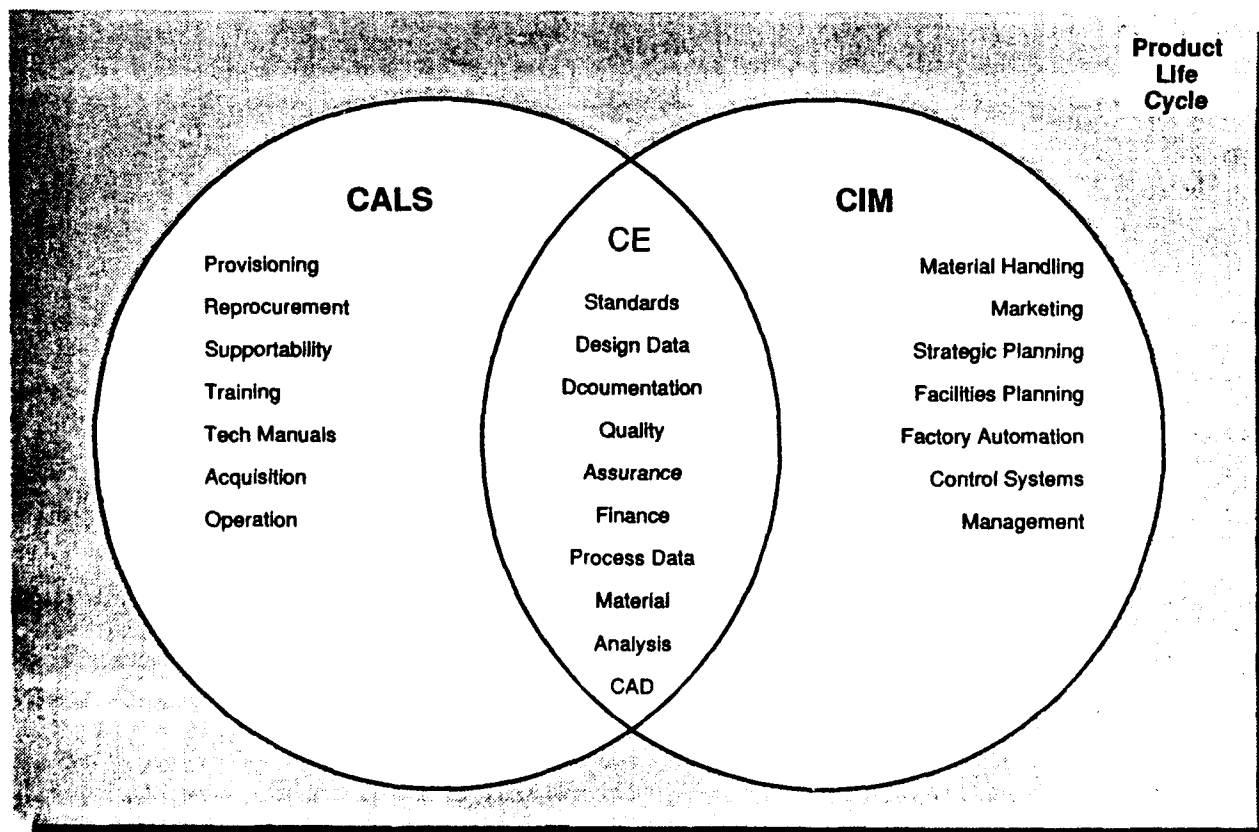 Product
Life
Cycle
CALS
Provisioning
Reprocurement
Supportability
Training
Tech Manuals
Acquisition
Operation
CE
Standards
Design Data
Dcoumentation
Quality
Assurance
Finance
Process Data
Material
Analysis
CAD
CIM
Material Handling
Marketing
Strategic Planning
Facilities Planning
Factory Automation
Control Systems
Management